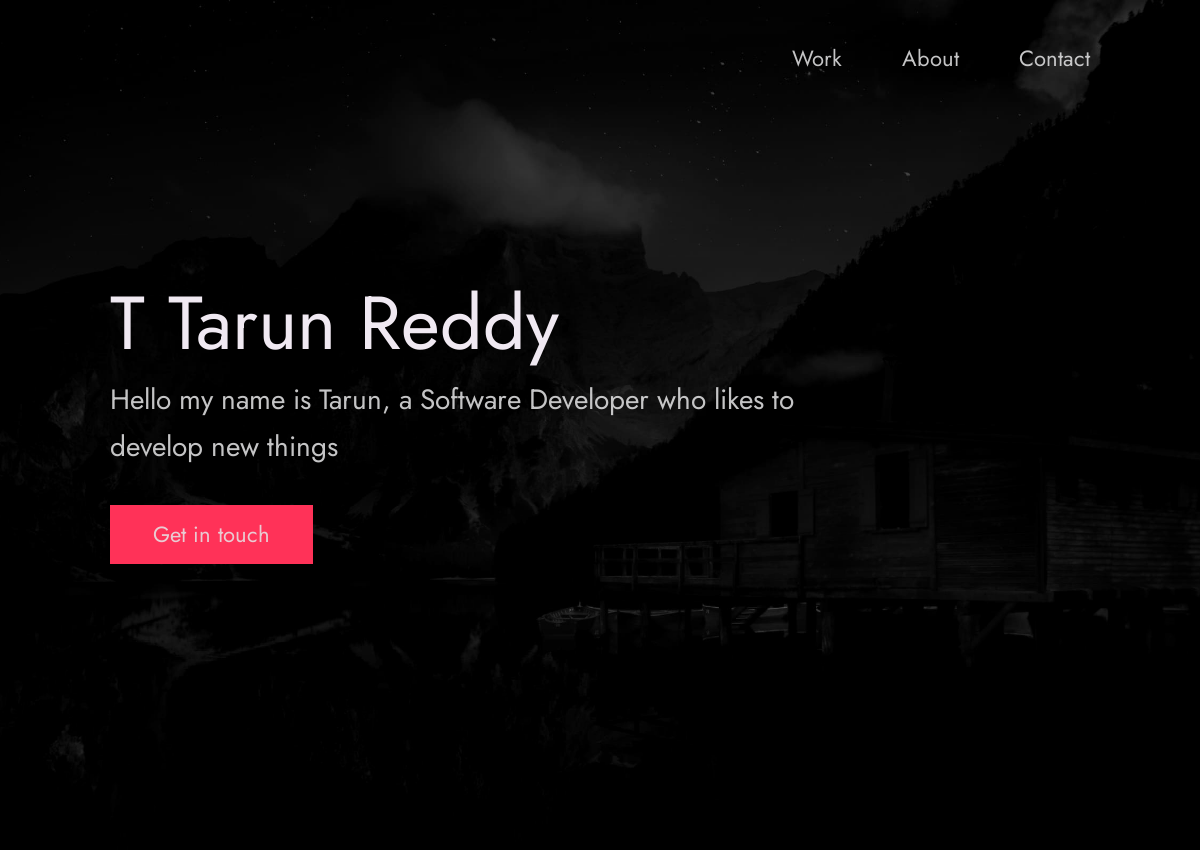 Work About Contact
T Tarun Reddy
Hello my name is Tarun, a Software Developer who likes to
develop new things
Get in touch